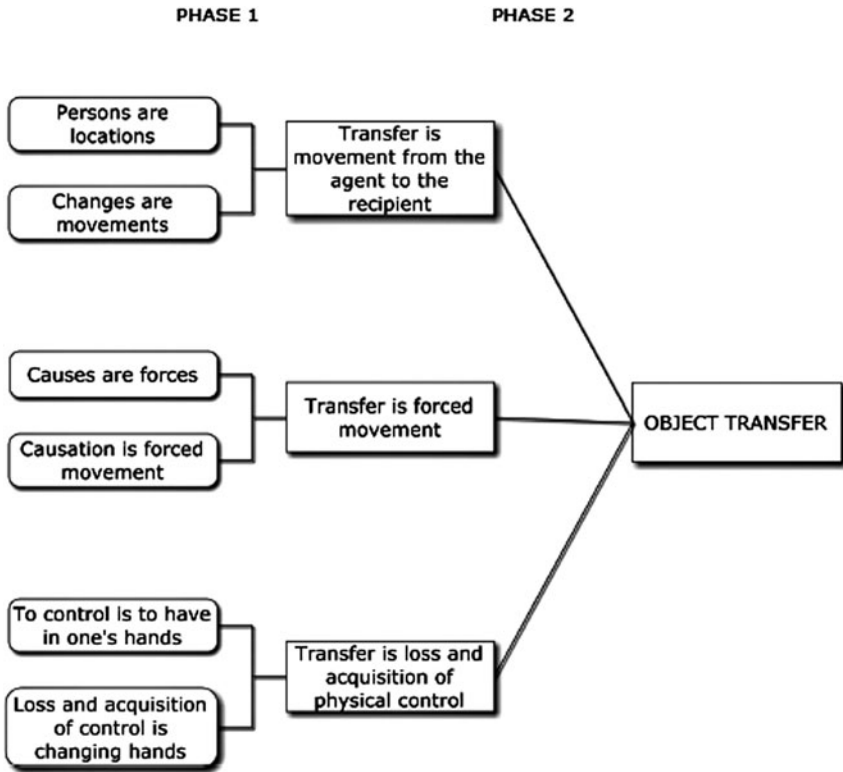 PHASE 1
PHASE 2
Persons are
locations
Changes are
movements
Transfer is
movement from the
agent to the
recipient
Causes are forces
Causation is forced
movement
Transfer is forced
movement
OBJECT TRANSFER
To control is to have
in one's hands
Loss and acquisition
of control is
changing hands
Transfer is loss and
acquisition of
physical control